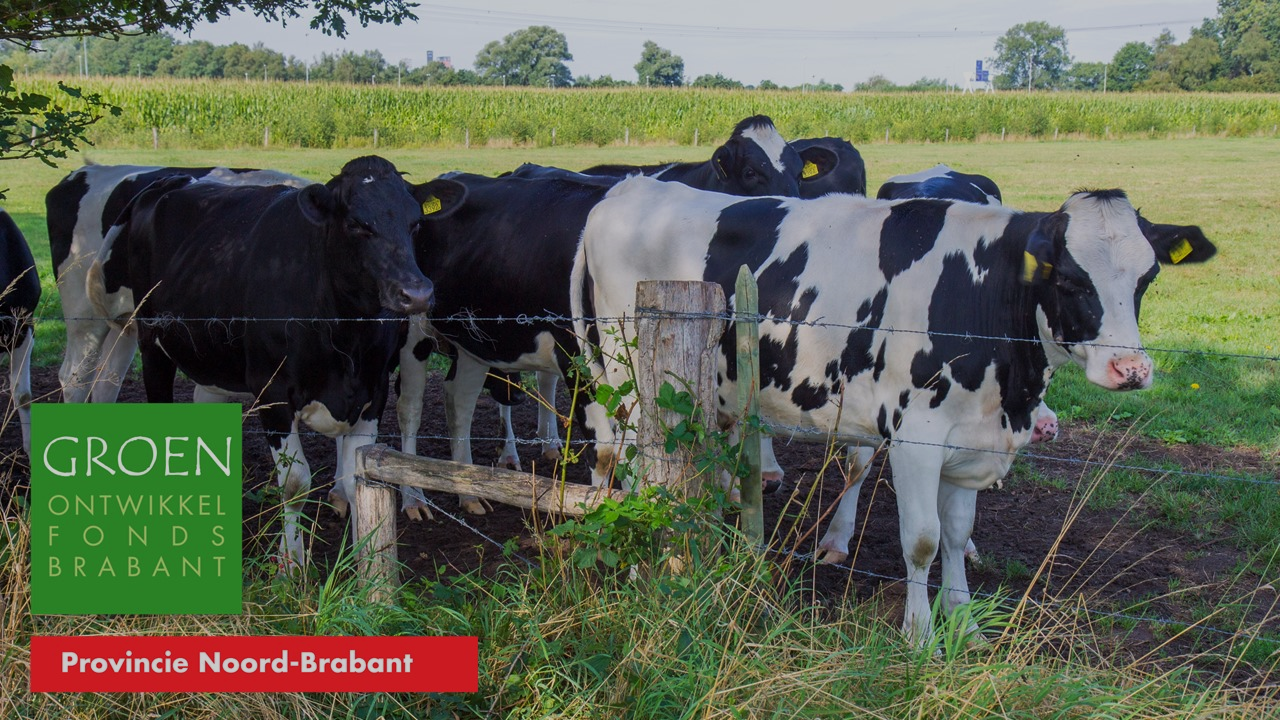 GROEN
ONTWIKKEL
FONDS
BRABANT
Provincie Noord-Brabant